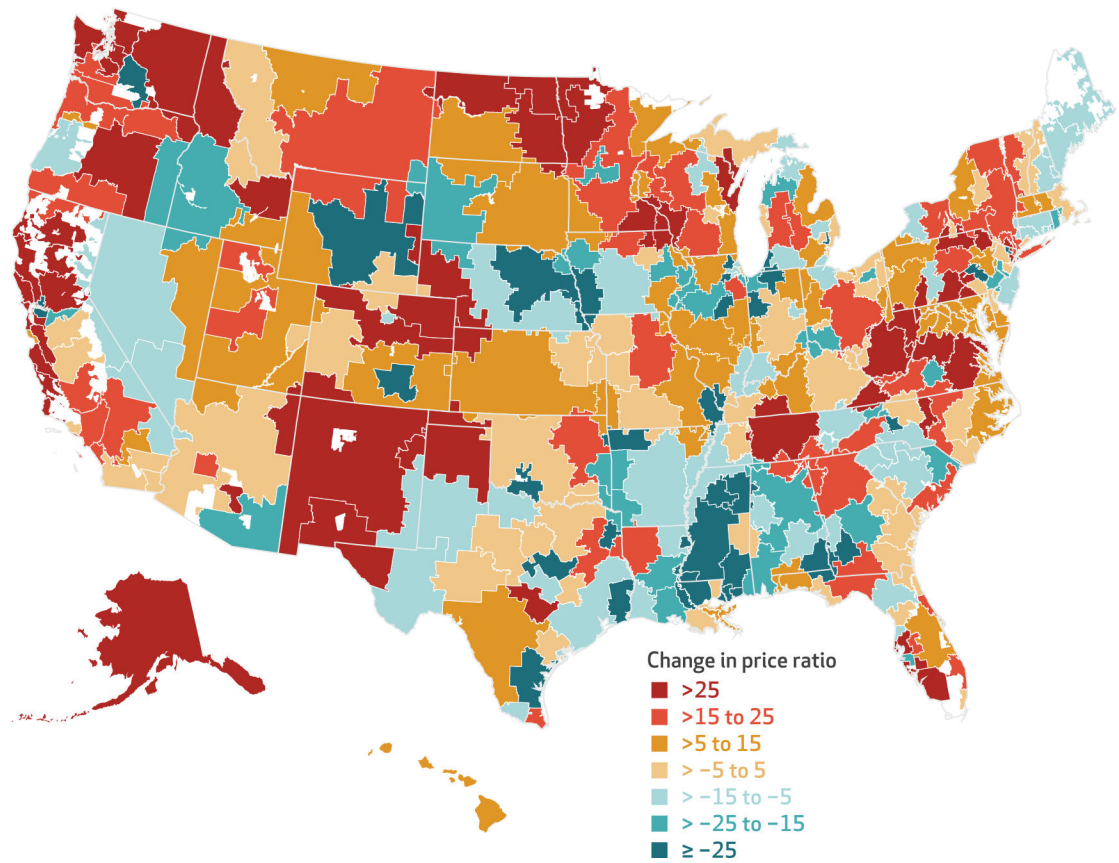 Change in price ratio
>25
>15 to 25
>5 to 15
> −5 to 5
> −15 to −5
> −25 to −15
≥ −25